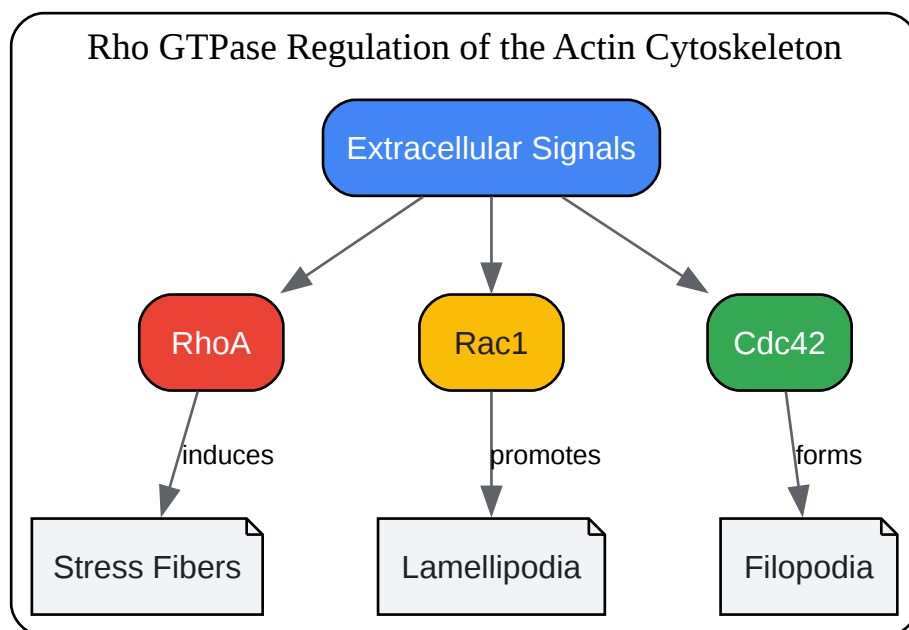 Rho GTPase Regulation of the Actin Cytoskeleton
Extracellular Signals
RhoA
Rac1
Cdc42
induces
promotes
forms
Stress Fibers
Lamellipodia
Filopodia